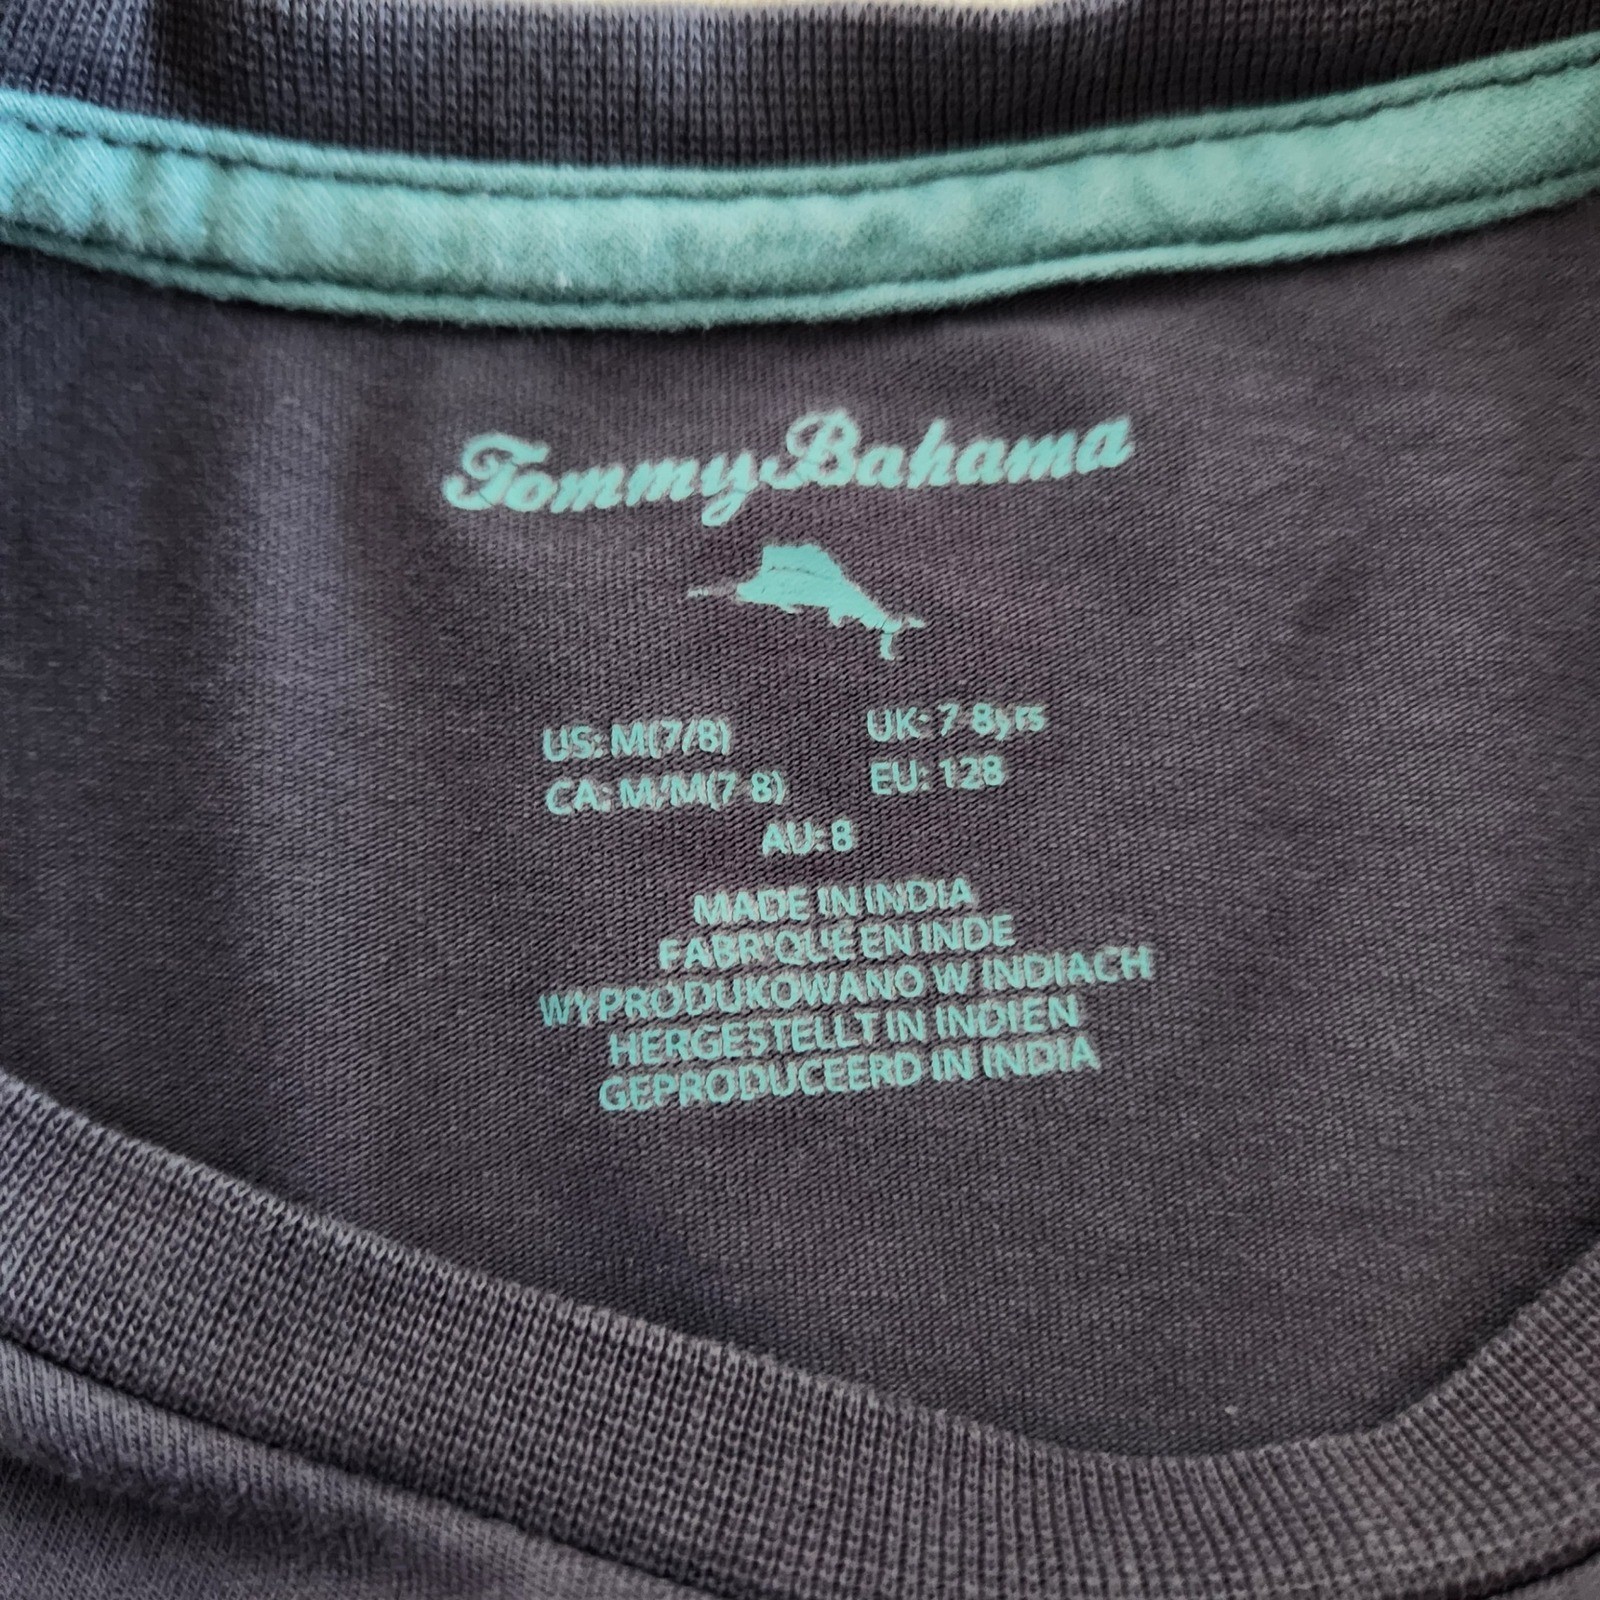 Tommy Bahama
US: M(7/8) UK: 7-8yrs
CA: M/M(7-8) EU: 128
AU: 8
MADE IN INDIA
FABRIQUE EN INDE
WYPRODUKOWANO W INDIACH
HERGESTELLT IN INDIEN
GEPRODUCEERD IN INDIA